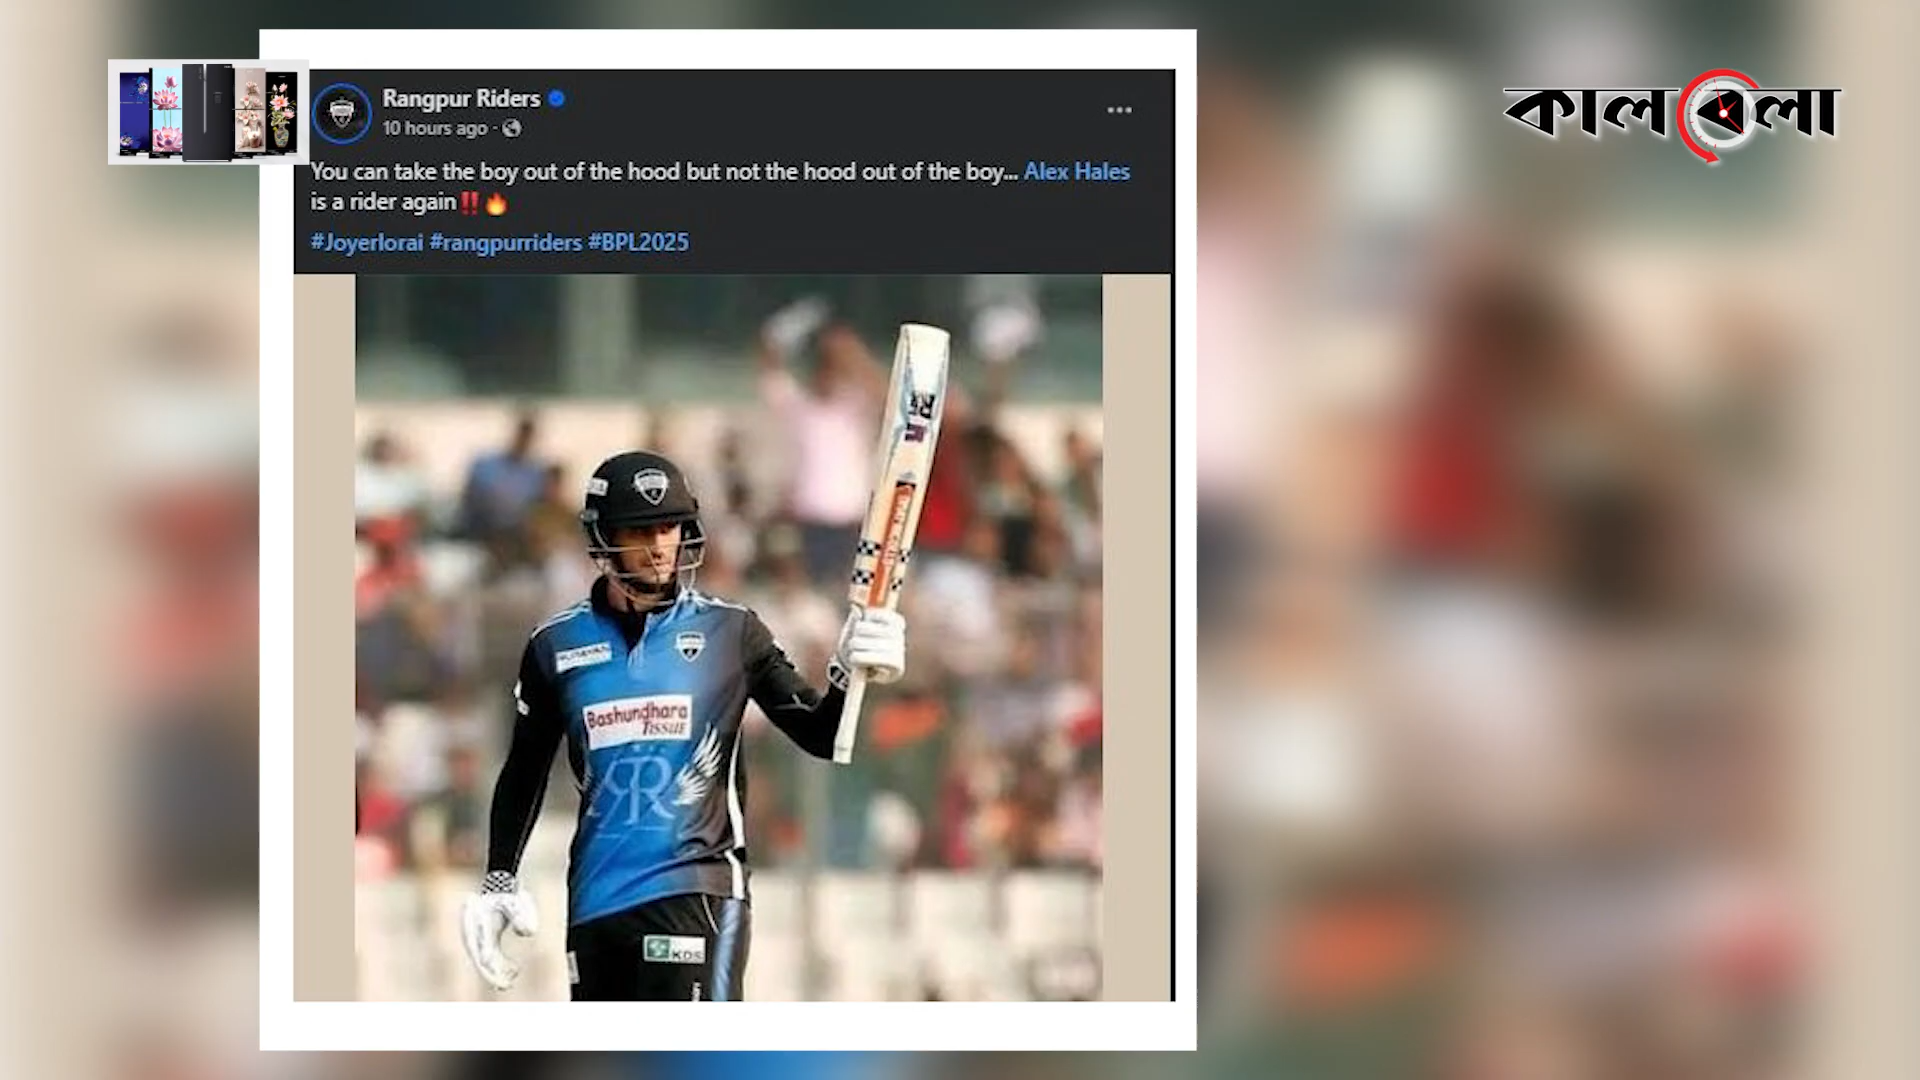 Rangpur Riders
10 hours ago ·
কালবেলা
You can take the boy out of the hood but not the hood out of the boy... Alex Hales
is a rider again‼️🔥
#Joyerlorai #rangpurriders #BPL2025
Bashundhara
Tissue
RR
KDS